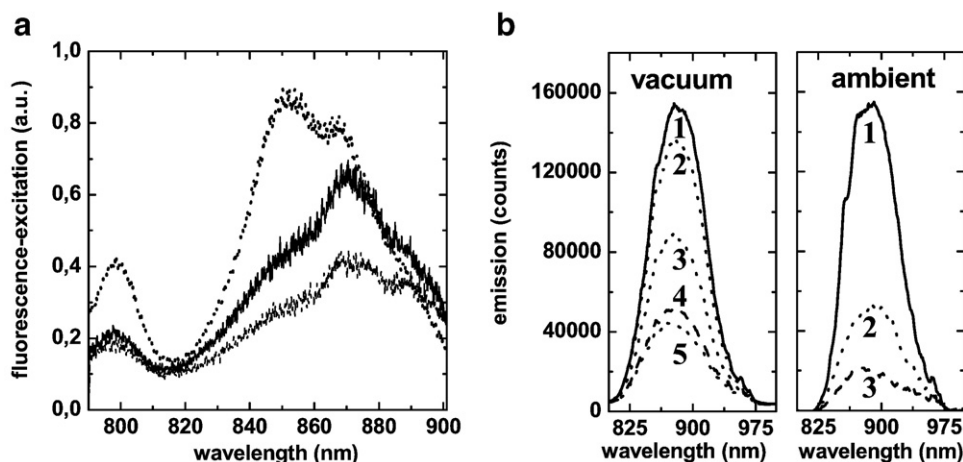 a
1,0
0,8
0,6
0,4
0,2
0,0
800 820 840 860 880 900
wavelength (nm)
fluorescence-excitation (a.u.)
b
vacuum
160000
120000
80000
40000
0
1
2
3
4
5
825 900 975
wavelength (nm)
emission (counts)
ambient
1
2
3
825 900 975
wavelength (nm)